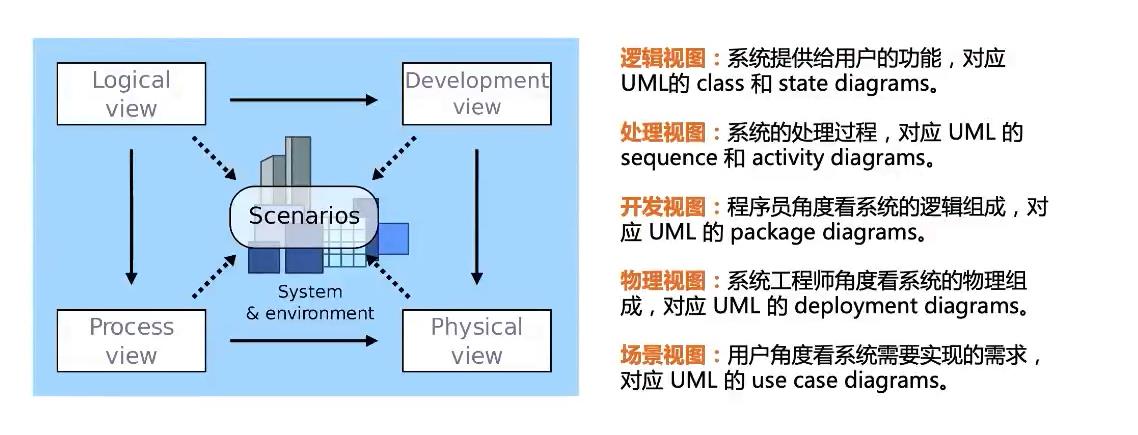 Logical
view
Development
view
Scenarios
System
& environment
Process
view
Physical
view
逻辑视图：系统提供给用户的功能，对应
UML的 class 和 state diagrams。
处理视图：系统的处理过程，对应 UML 的
sequence 和 activity diagrams。
开发视图：程序员角度看系统的逻辑组成，对
应 UML 的 package diagrams。
物理视图：系统工程师角度看系统的物理组
成，对应 UML 的 deployment diagrams。
场景视图：用户角度看系统需要实现的需求，
对应 UML 的 use case diagrams。